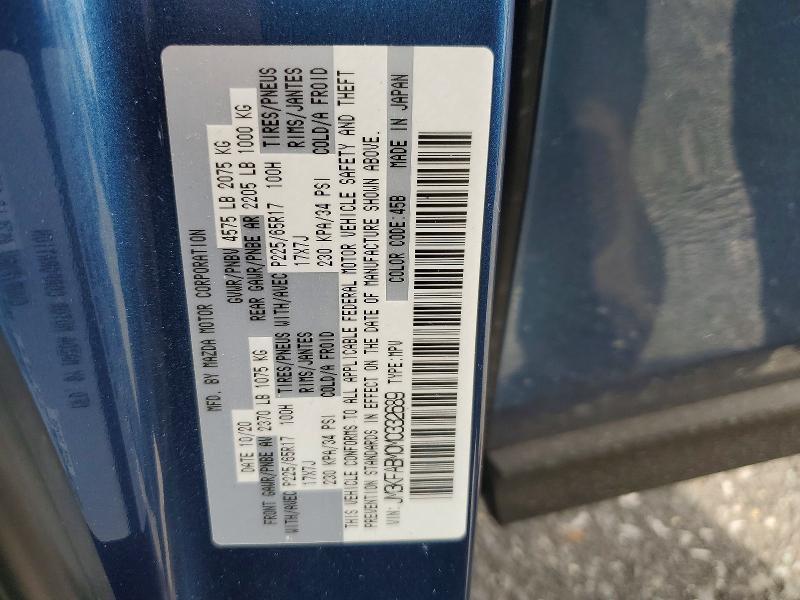 MFD. BY MAZDA MOTOR CORPORATION
DATE 10/20 GVWR/PNBV 4575 LB 2075 KG
FRONT GAWR/PNBE AV 2370 LB 1075 KG REAR GAWR/PNBE AR 2205 LB 1000 KG
WITH/AVEC P225/65R17 100H TIRES/PNEUS WITH/AVEC P225/65R17 100H TIRES/PNEUS
17X7J RIMS/JANTES 17X7J RIMS/JANTES
230 KPA/34 PSI COLD/A FROID 230 KPA/34 PSI COLD/A FROID
THIS VEHICLE CONFORMS TO ALL APPLICABLE FEDERAL MOTOR VEHICLE SAFETY AND THEFT
PREVENTION STANDARDS IN EFFECT ON THE DATE OF MANUFACTURE SHOWN ABOVE.
VIN: JM3KFABM0M0332689 TYPE: MPV COLOR CODE: 45B MADE IN JAPAN